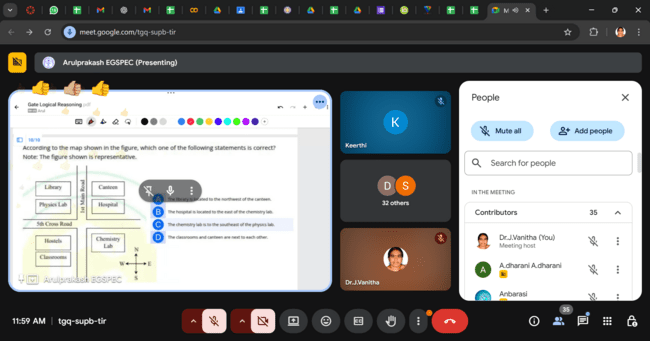 meet.google.com/tgq-supb-tir
Arulprakash EGSPEC (Presenting)
Gate Logical Reasoning .pdf
According to the map shown in the figure, which one of the following statements is correct?
Note: The figure shown is representative.
Library
Canteen
Physics Lab
Hospital
1st Main Road
5th Cross Road
Hostels
Chemistry Lab
Classrooms
N
W
E
S
A
The library is located to the northwest of the canteen.
B
The hospital is located to the east of the chemistry lab.
C
The chemistry lab is to the southeast of the physics lab.
D
The classrooms and canteen are next to each other.
Arulprakash EGSPEC
K
Keerthi
D
S
32 others
Dr.J.Vanitha
People
Mute all
Add people
Search for people
IN THE MEETING
Contributors
35
Dr.J.Vanitha (You)
Meeting host
A
A.dharani A.dharani
Anbarasi
11:59 AM
tgq-supb-tir
35